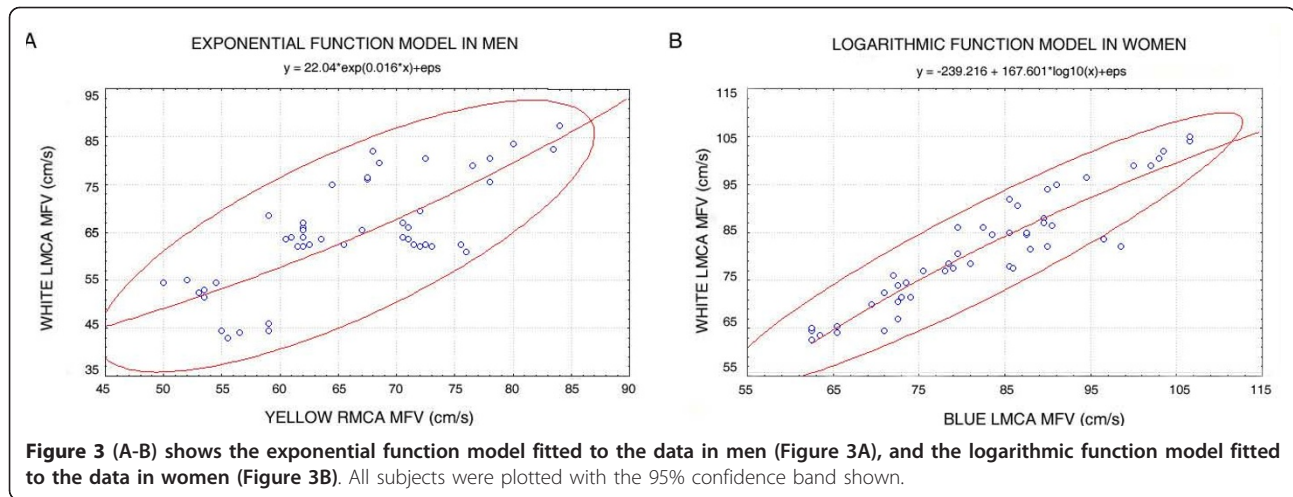 A
EXPONENTIAL FUNCTION MODEL IN MEN
y = 22.04*exp(0.016*x)+eps
95
85
75
65
55
45
35
WHITE LMCA MFV (cm/s)
45 50 55 60 65 70 75 80 85 90
YELLOW RMCA MFV (cm/s)
B
LOGARITHMIC FUNCTION MODEL IN WOMEN
y = -239.216 + 167.601*log10(x)+eps
115
105
95
85
75
65
55
WHITE LMCA MFV (cm/s)
55 65 75 85 95 105 115
BLUE LMCA MFV (cm/s)
Figure 3 (A-B) shows the exponential function model fitted to the data in men (Figure 3A), and the logarithmic function model fitted
to the data in women (Figure 3B). All subjects were plotted with the 95% confidence band shown.